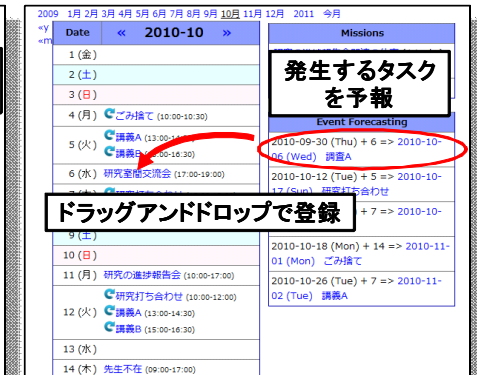 2009 1月 2月 3月 4月 5月 6月 7月 8月 9月 10月 11月 12月 2011 今月
«y
«m
Date « 2010-10 »
1 (金)
2 (土)
3 (日)
4 (月) ごみ捨て (10:00-10:30)
5 (火) 講義A (13:00-14:
講義B :00-16:30)
6 (水) 研究室間交流会 (17:00-19:00)
ドラッグアンドドロップで登録
9 (土)
10 (日)
11 (月) 研究の進捗報告会 (10:00-17:00)
12 (火) 研究打ち合わせ (10:00-12:00)
講義A (13:00-14:30)
講義B (15:00-16:30)
13 (水)
14 (木) 先生不在 (09:00-17:00)
Missions
発生するタスク
を予報
Event Forecasting
2010-09-30 (Thu) + 6 => 2010-10-
06 (Wed) 調査A
2010-10-12 (Tue) + 5 => 2010-10-
17 (Sun) 研究打ち合わせ
+ 7 => 2010-10-
2010-10-18 (Mon) + 14 => 2010-11-
01 (Mon) ごみ捨て
2010-10-26 (Tue) + 7 => 2010-11-
02 (Tue) 講義A